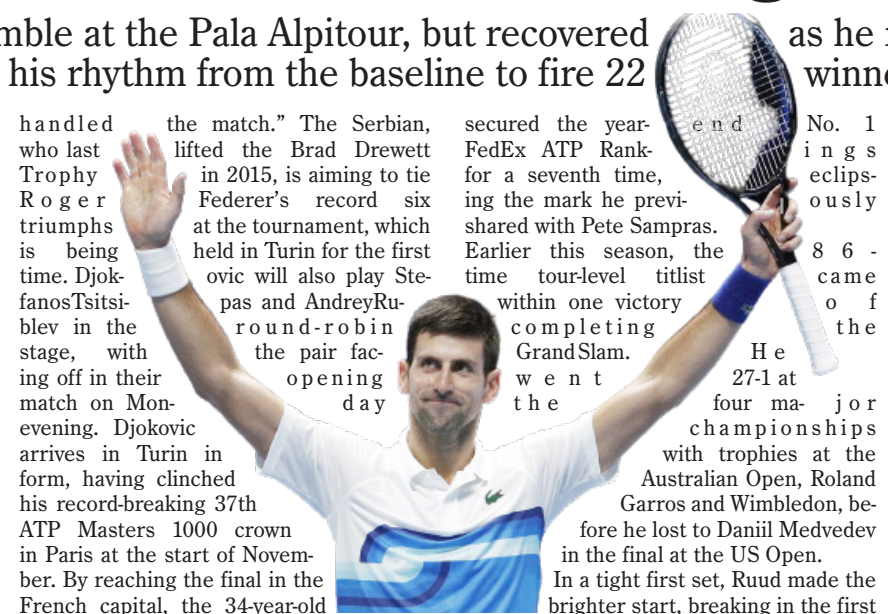 mble at the Pala Alpitour, but recovered as he
his rhythm from the baseline to fire 22 winne
handled the match.” The Serbian,
who last lifted the Brad Drewett
Trophy in 2015, is aiming to tie
Roger Federer's record six
triumphs at the tournament, which
is being held in Turin for the first
time. Djok- ovic will also play Ste-
fanosTsitsi- pas and AndreyRu-
blev in the round-robin
stage, with the pair fac-
ing off in their opening
match on Mon- day
evening. Djokovic
arrives in Turin in
form, having clinched
his record-breaking 37th
ATP Masters 1000 crown
in Paris at the start of Novem-
ber. By reaching the final in the
French capital, the 34-year-old
secured the year- end No. 1
FedEx ATP Rank- ings
for a seventh time, eclips-
ing the mark he previ- ously
shared with Pete Sampras.
Earlier this season, the 86-
time tour-level titlist came
within one victory of
completing the
Grand Slam. He
went 27-1 at
the four ma- jor
championships
with trophies at the
Australian Open, Roland
Garros and Wimbledon, be-
fore he lost to Daniil Medvedev
in the final at the US Open.
In a tight first set, Ruud made the
brighter start, breaking in the first